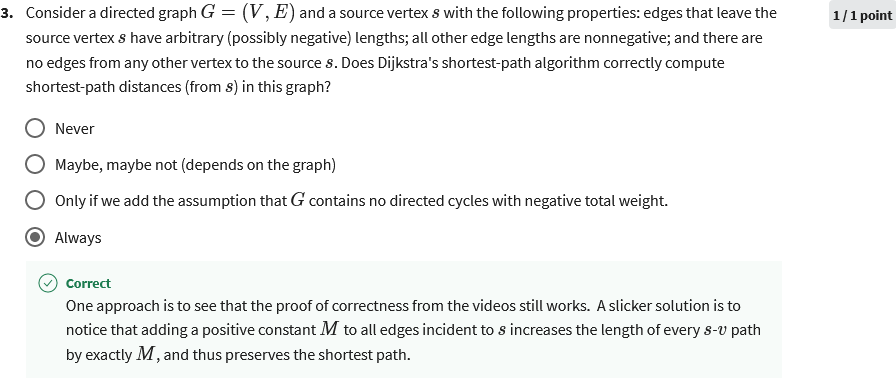 3. Consider a directed graph G = (V, E) and a source vertex s with the following properties: edges that leave the
1 / 1 point
source vertex s have arbitrary (possibly negative) lengths; all other edge lengths are nonnegative; and there are
no edges from any other vertex to the source s. Does Dijkstra's shortest-path algorithm correctly compute
shortest-path distances (from s) in this graph?
Never
Maybe, maybe not (depends on the graph)
Only if we add the assumption that G contains no directed cycles with negative total weight.
Always
Correct
One approach is to see that the proof of correctness from the videos still works. A slicker solution is to
notice that adding a positive constant M to all edges incident to s increases the length of every s-v path
by exactly M, and thus preserves the shortest path.